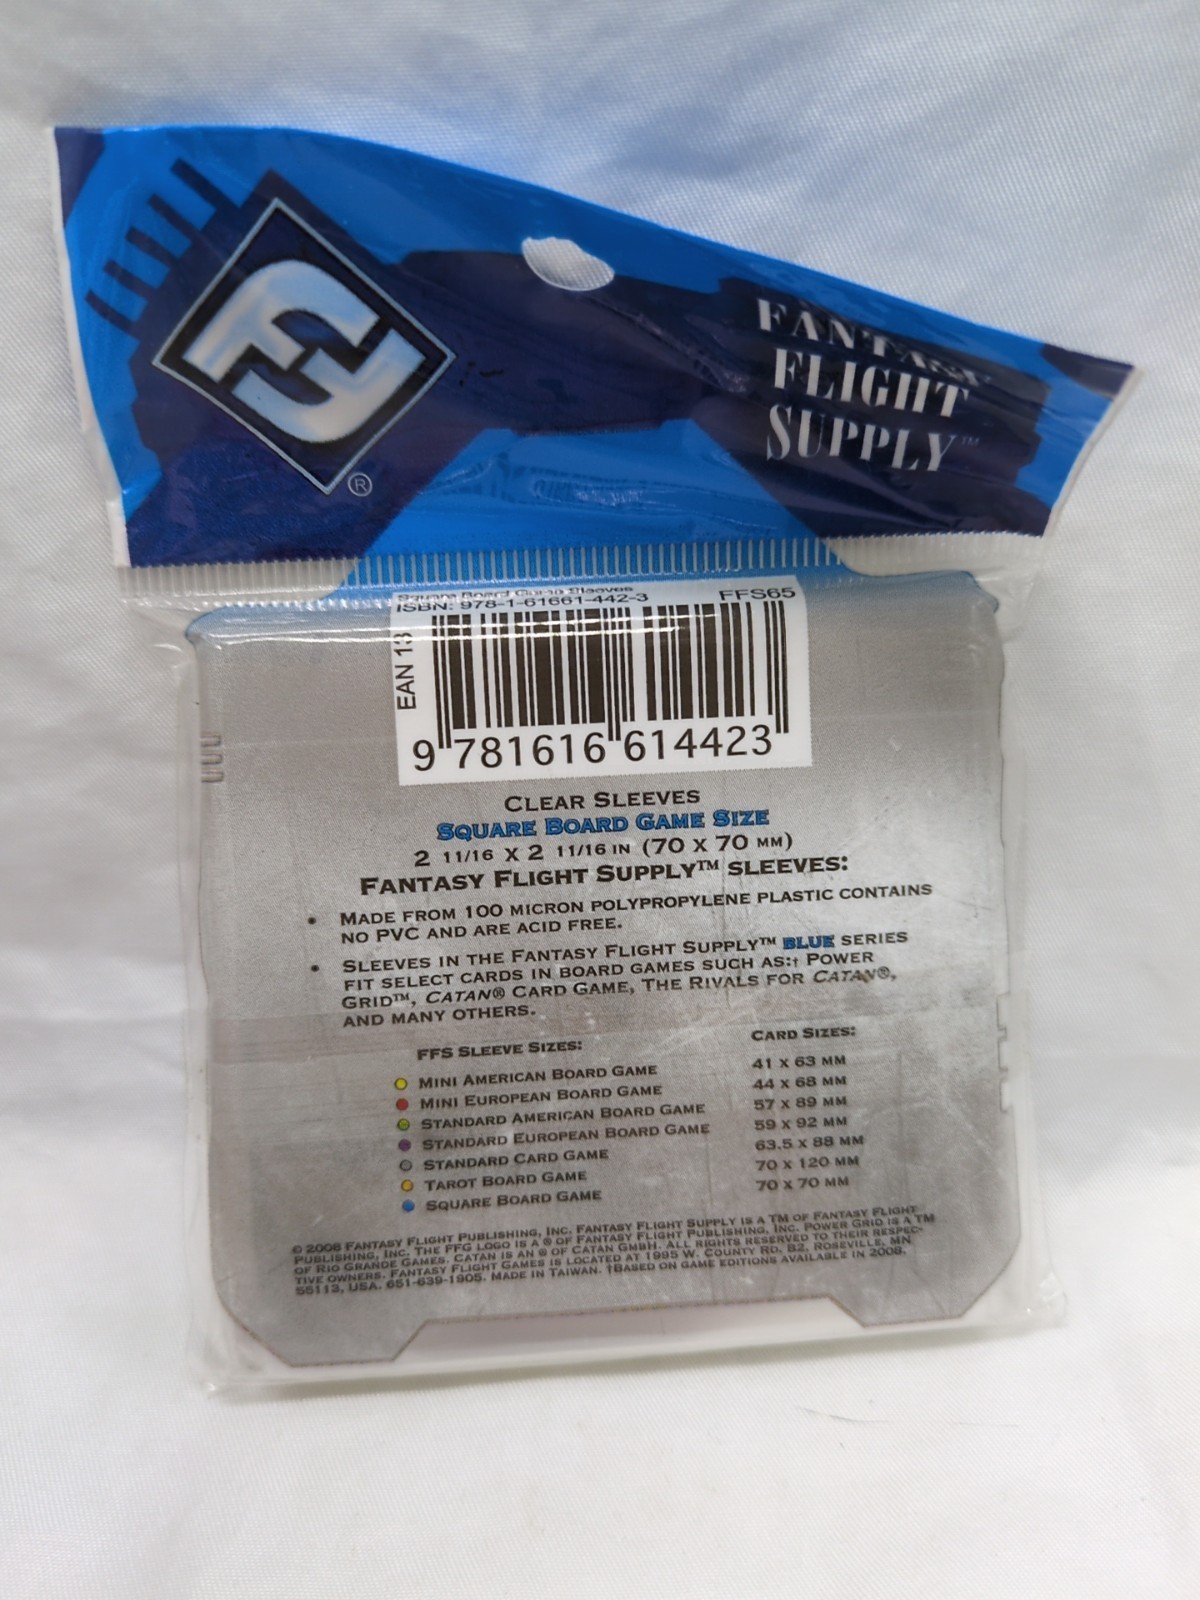 FANTASY
FLIGHT
SUPPLY™
®
Square Board Game Sleeves
ISBN: 978-1-61661-442-3 FFS65
EAN 13
9 781616 614423
CLEAR SLEEVES
SQUARE BOARD GAME SIZE
2 11/16 X 2 11/16 IN (70 X 70 MM)
FANTASY FLIGHT SUPPLY™ SLEEVES:
• MADE FROM 100 MICRON POLYPROPYLENE PLASTIC CONTAINS
NO PVC AND ARE ACID FREE.
• SLEEVES IN THE FANTASY FLIGHT SUPPLY™ BLUE SERIES
FIT SELECT CARDS IN BOARD GAMES SUCH AS:† POWER
GRID™, CATAN® CARD GAME, THE RIVALS FOR CATAN®,
AND MANY OTHERS.
FFS SLEEVE SIZES: CARD SIZES:
MINI AMERICAN BOARD GAME 41 X 63 MM
MINI EUROPEAN BOARD GAME 44 X 68 MM
STANDARD AMERICAN BOARD GAME 57 X 89 MM
STANDARD EUROPEAN BOARD GAME 59 X 92 MM
STANDARD CARD GAME 63.5 X 88 MM
TAROT BOARD GAME 70 X 120 MM
SQUARE BOARD GAME 70 X 70 MM
© 2008 FANTASY FLIGHT PUBLISHING, INC. FANTASY FLIGHT SUPPLY IS A TM OF FANTASY FLIGHT
PUBLISHING, INC. THE FFG LOGO IS A ® OF FANTASY FLIGHT PUBLISHING, INC. POWER GRID IS A TM
OF RIO GRANDE GAMES. CATAN IS AN ® OF CATAN GMBH. ALL RIGHTS RESERVED TO THEIR RESPEC-
TIVE OWNERS. FANTASY FLIGHT GAMES IS LOCATED AT 1995 W. COUNTY RD. B2, ROSEVILLE, MN
55113, USA. 651-639-1905. MADE IN TAIWAN. †BASED ON GAME EDITIONS AVAILABLE IN 2008.